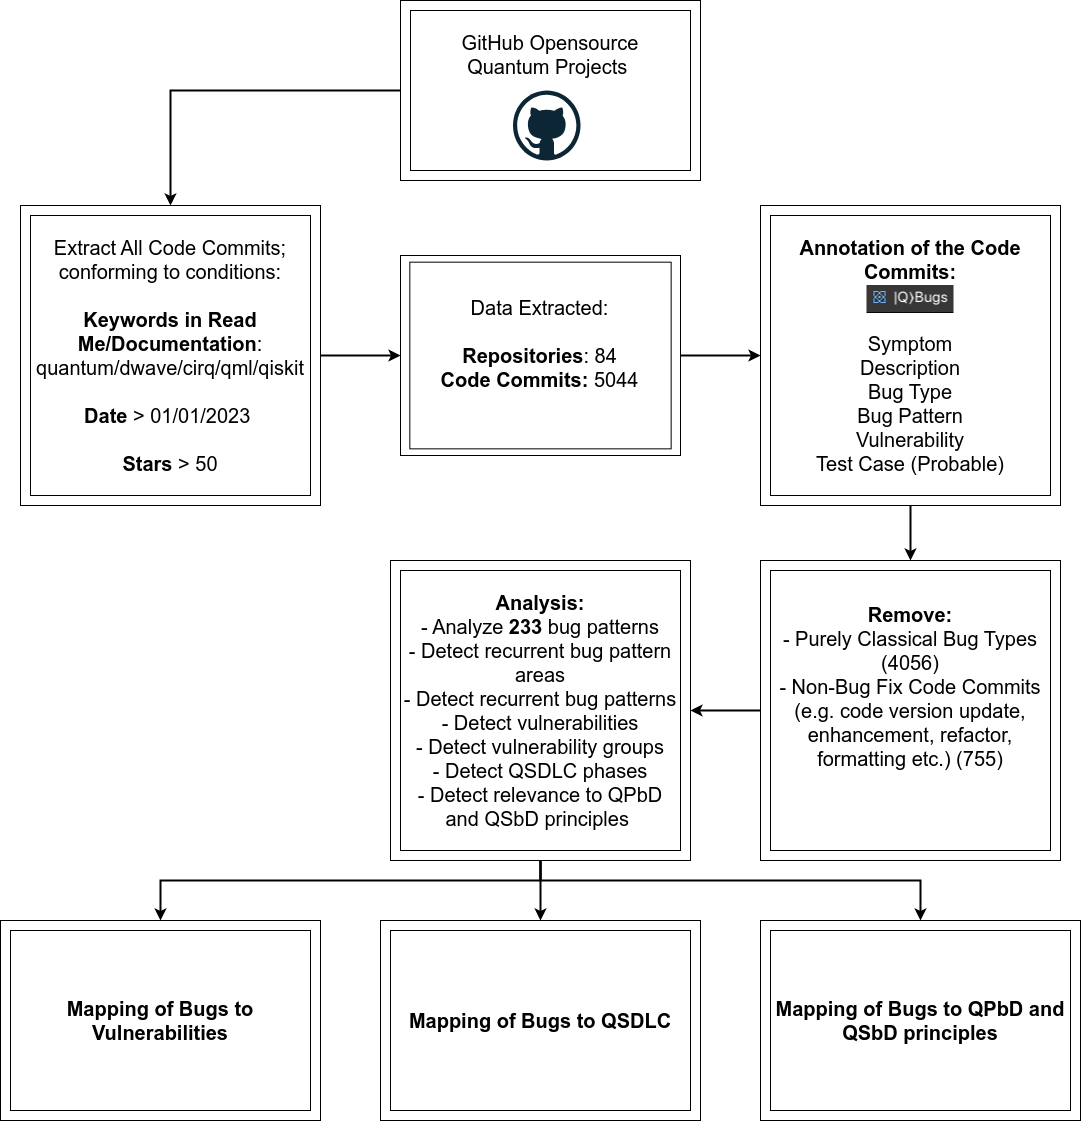 GitHub Opensource
Quantum Projects
Extract All Code Commits;
conforming to conditions:
Keywords in Read
Me/Documentation:
quantum/dwave/cirq/qml/qiskit
Date > 01/01/2023
Stars > 50
Data Extracted:
Repositories: 84
Code Commits: 5044
Annotation of the Code
Commits:
|Q⟩Bugs
Symptom
Description
Bug Type
Bug Pattern
Vulnerability
Test Case (Probable)
Remove:
- Purely Classical Bug Types
(4056)
- Non-Bug Fix Code Commits
(e.g. code version update,
enhancement, refactor,
formatting etc.) (755)
Analysis:
- Analyze 233 bug patterns
- Detect recurrent bug pattern
areas
- Detect recurrent bug patterns
- Detect vulnerabilities
- Detect vulnerability groups
- Detect QSDLC phases
- Detect relevance to QPbD
and QSbD principles
Mapping of Bugs to
Vulnerabilities
Mapping of Bugs to QSDLC
Mapping of Bugs to QPbD and
QSbD principles